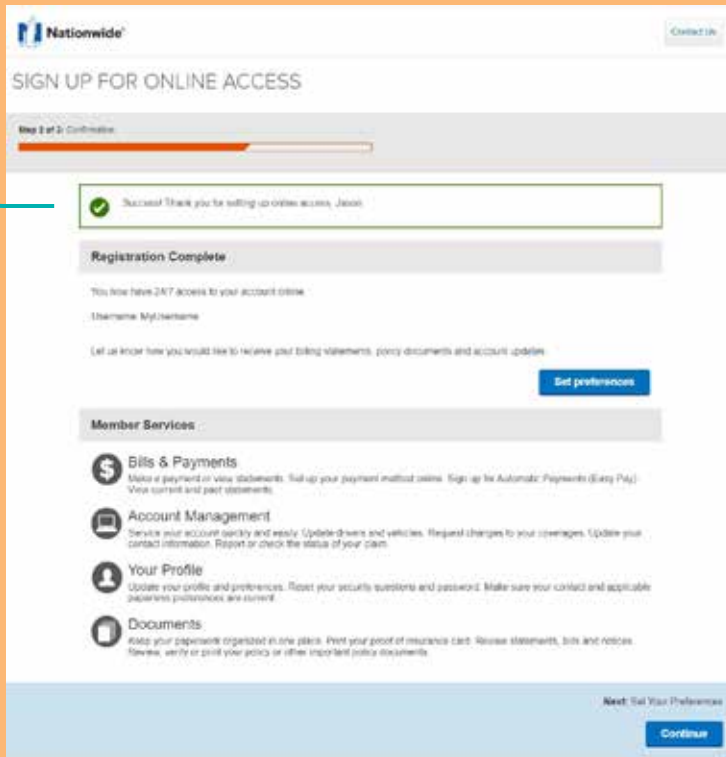 Nationwide®
Contact Us
SIGN UP FOR ONLINE ACCESS
Step 2 of 2: Confirmation
Success! Thank you for setting up online access, Jason
Registration Complete
You now have 24/7 access to your account online
Username: MyUsername
Let us know how you would like to receive your billing statements, policy documents and account updates
Set preferences
Member Services
Bills & Payments
Make a payment or view statements. Set up your payment method online. Sign up for Automatic Payments (Easy Pay)
View current and past statements.
Account Management
Service your account quickly and easily. Update drivers and vehicles. Request changes to your coverages. Update your
contact information. Report or check the status of your claim.
Your Profile
Update your profile and preferences. Reset your security questions and password. Make sure your contact and applicable
paperless preferences are current.
Documents
Keep your paperwork organized in one place. Print your proof of insurance card. Review statements, bills and notices.
Review, verify or print your policy or other important policy documents.
Next: Set Your Preferences
Continue